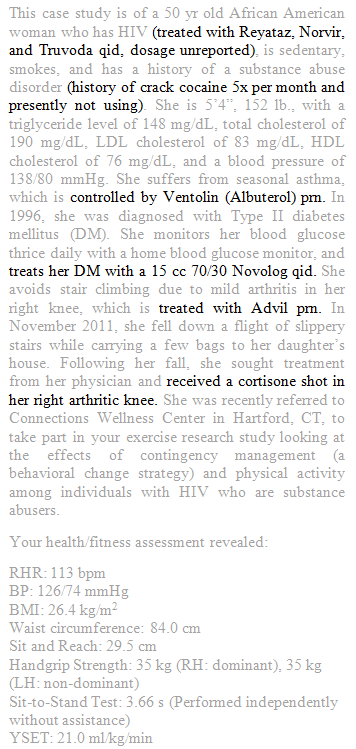 This case study is of a 50 yr old African American
woman who has HIV (treated with Reyataz, Norvir,
and Truvoda qid, dosage unreported), is sedentary,
smokes, and has a history of a substance abuse
disorder (history of crack cocaine 5x per month and
presently not using). She is 5'4”, 152 lb., with a
triglyceride level of 148 mg/dL, total cholesterol of
190 mg/dL, LDL cholesterol of 83 mg/dL, HDL
cholesterol of 76 mg/dL, and a blood pressure of
138/80 mmHg. She suffers from seasonal asthma,
which is controlled by Ventolin (Albuterol) prn. In
1996, she was diagnosed with Type II diabetes
mellitus (DM). She monitors her blood glucose
thrice daily with a home blood glucose monitor, and
treats her DM with a 15 cc 70/30 Novolog qid. She
avoids stair climbing due to mild arthritis in her
right knee, which is treated with Advil prn. In
November 2011, she fell down a flight of slippery
stairs while carrying a few bags to her daughter's
house. Following her fall, she sought treatment
from her physician and received a cortisone shot in
her right arthritic knee. She was recently referred to
Connections Wellness Center in Hartford, CT, to
take part in your exercise research study looking at
the effects of contingency management (a
behavioral change strategy) and physical activity
among individuals with HIV who are substance
abusers.
Your health/fitness assessment revealed:
RHR: 113 bpm
BP: 126/74 mmHg
BMI: 26.4 kg/m²
Waist circumference: 84.0 cm
Sit and Reach: 29.5 cm
Handgrip Strength: 35 kg (RH: dominant), 35 kg
(LH: non-dominant)
Sit-to-Stand Test: 3.66 s (Performed independently
without assistance)
YSET: 21.0 ml/kg/min